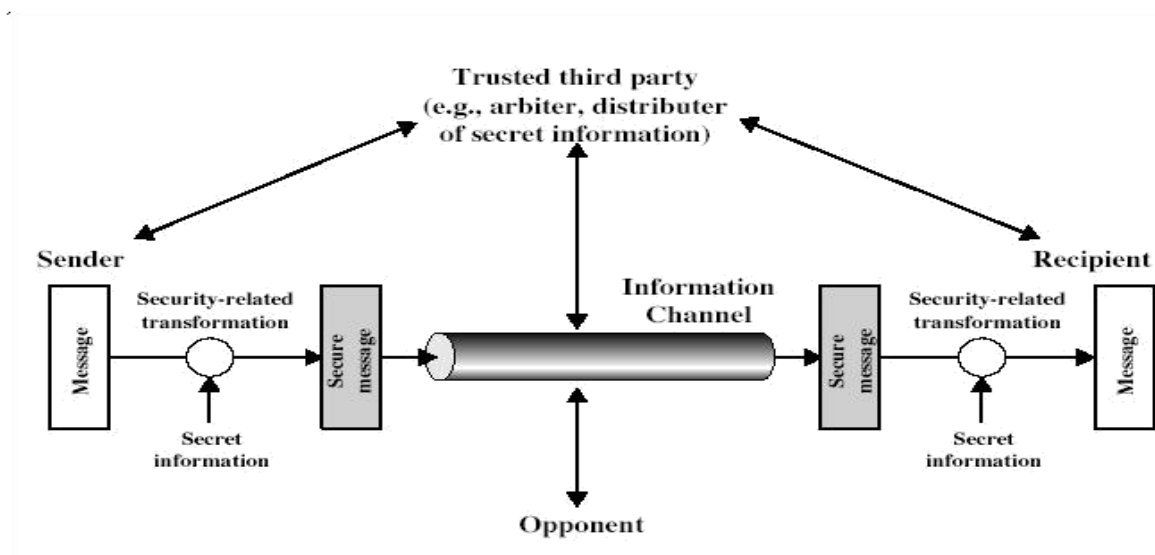 Trusted third party
(e.g., arbiter, distributer
of secret information)
Sender
Recipient
Information
Channel
Security-related
transformation
Security-related
transformation
Message
Secure
message
Secure
message
Message
Secret
information
Secret
information
Opponent